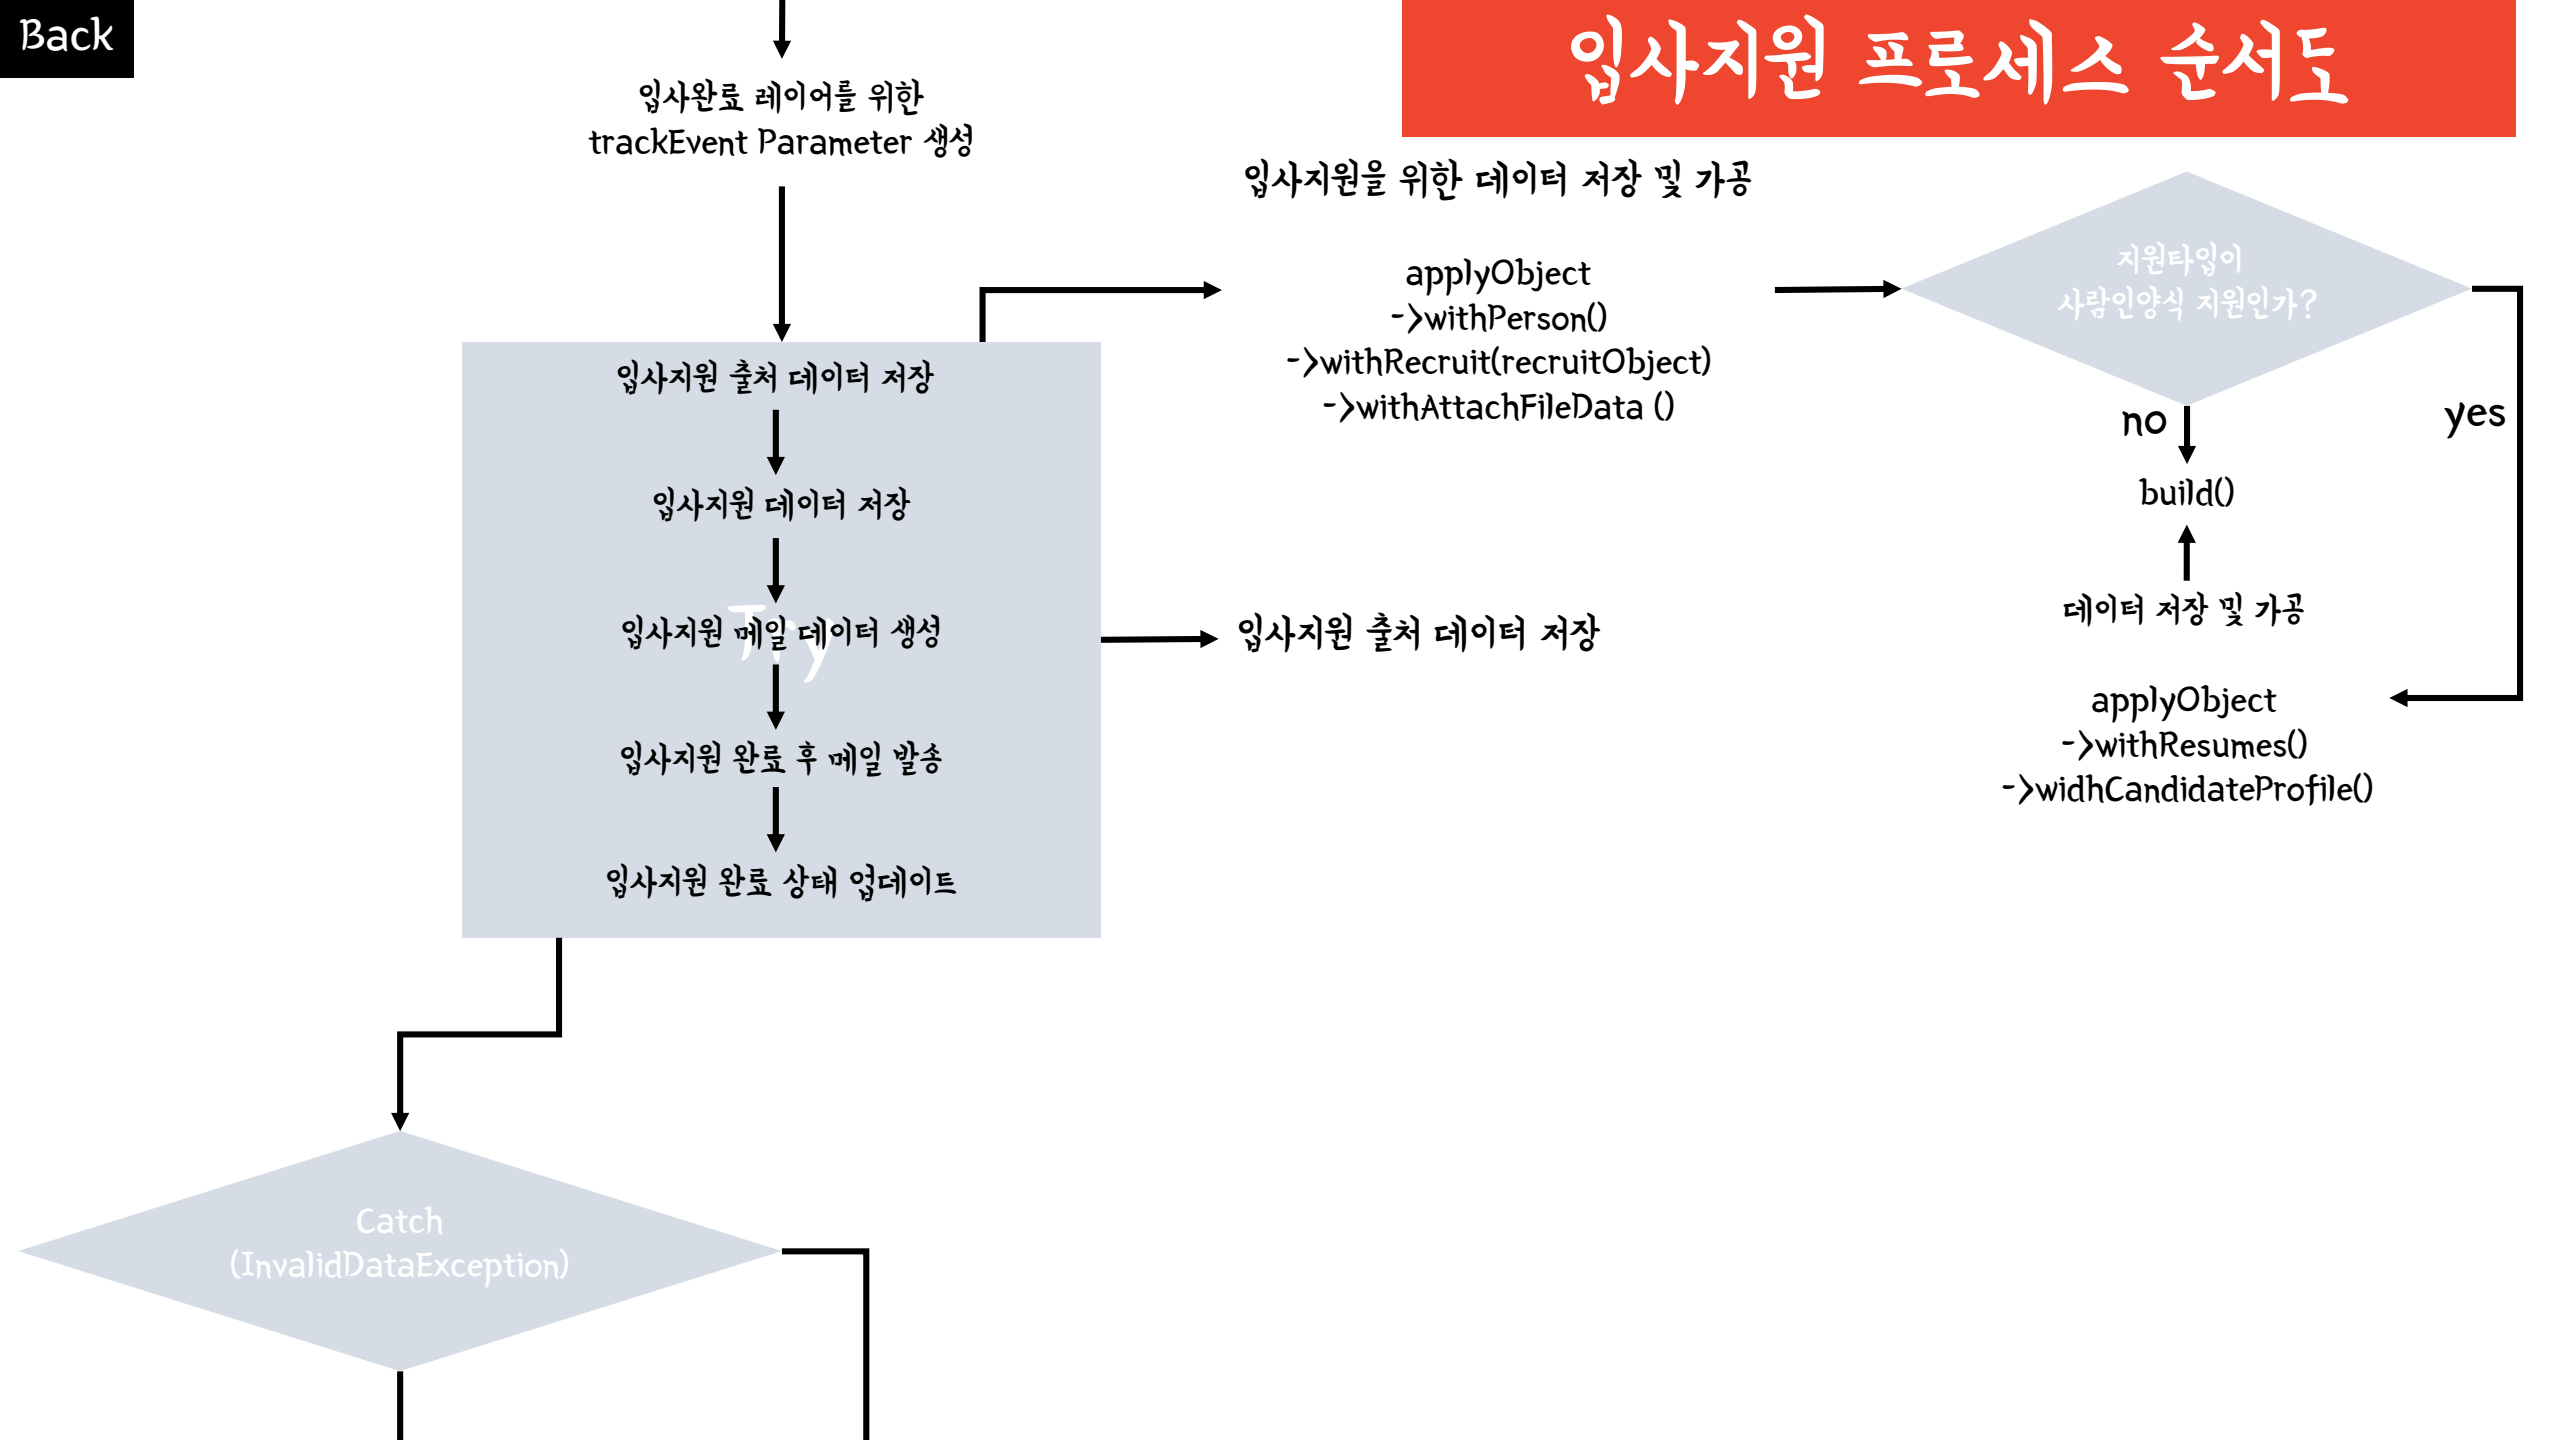 Back
입사지원 프로세스 순서도
입사완료 레이어를 위한
trackEvent Parameter 생성
Try
입사지원 출처 데이터 저장
입사지원 데이터 저장
입사지원 메일 데이터 생성
입사지원 완료 후 메일 발송
입사지원 완료 상태 업데이트
입사지원을 위한 데이터 저장 및 가공
applyObject
->withPerson()
->withRecruit(recruitObject)
->withAttachFileData ()
입사지원 출처 데이터 저장
지원타입이
사람인양식 지원인가?
no
yes
build()
데이터 저장 및 가공
applyObject
->withResumes()
->widhCandidateProfile()
Catch
(InvalidDataException)